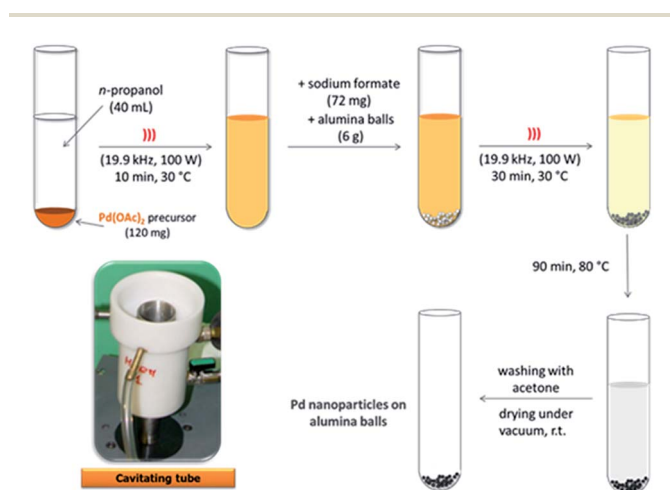 n-propanol
(40 mL)
)))
(19.9 kHz, 100 W)
10 min, 30 °C
Pd(OAc)₂ precursor
(120 mg)
+ sodium formate
(72 mg)
+ alumina balls
(6 g)
)))
(19.9 kHz, 100 W)
30 min, 30 °C
90 min, 80 °C
washing with
acetone
drying under
vacuum, r.t.
Pd nanoparticles on
alumina balls
Cavitating tube